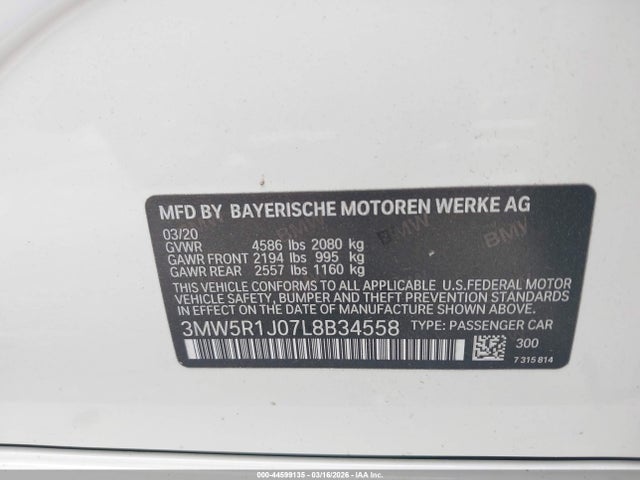 MFD BY BAYERISCHE MOTOREN WERKE AG
03/20
GVWR 4586 lbs 2080 kg
GAWR FRONT 2194 lbs 995 kg
GAWR REAR 2557 lbs 1160 kg
THIS VEHICLE CONFORMS TO ALL APPLICABLE U.S.FEDERAL MOTOR
VEHICLE SAFETY, BUMPER AND THEFT PREVENTION STANDARDS
IN EFFECT ON THE DATE OF MANUFACTURE SHOWN ABOVE.
3MW5R1J07L8B34558 TYPE: PASSENGER CAR
300
7 315 814
BMW
000-44599135 - 03/16/2026 - IAAI.COM